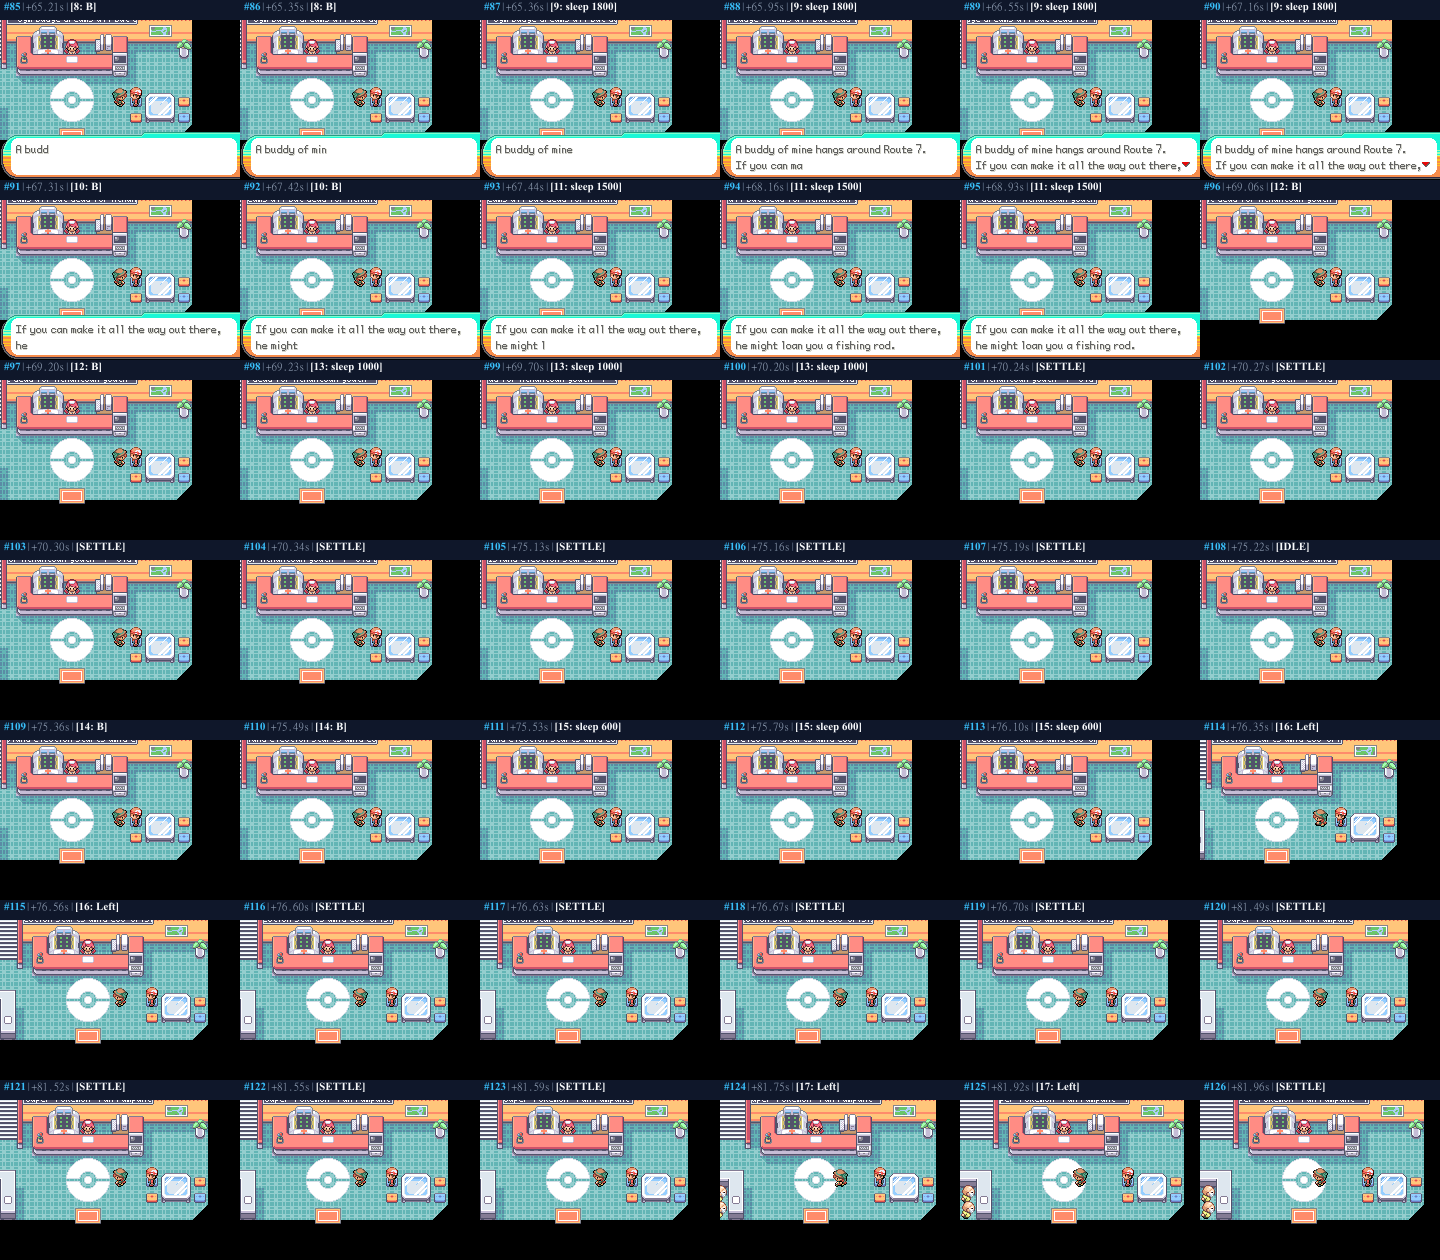 #85|+65.21s|[8: B]
#86|+65.35s|[8: B]
#87|+65.36s|[9: sleep 1800]
#88|+65.95s|[9: sleep 1800]
#89|+66.55s|[9: sleep 1800]
#90|+67.16s|[9: sleep 1800]
A budd
A buddy of min
A buddy of mine
A buddy of mine hangs around Route 7.
If you can ma
A buddy of mine hangs around Route 7.
If you can make it all the way out there,
A buddy of mine hangs around Route 7.
If you can make it all the way out there,
#91|+67.31s|[10: B]
#92|+67.42s|[10: B]
#93|+67.44s|[11: sleep 1500]
#94|+68.16s|[11: sleep 1500]
#95|+68.93s|[11: sleep 1500]
#96|+69.06s|[12: B]
If you can make it all the way out there,
he
If you can make it all the way out there,
he might
If you can make it all the way out there,
he might l
If you can make it all the way out there,
he might loan you a fishing rod.
If you can make it all the way out there,
he might loan you a fishing rod.
#97|+69.20s|[12: B]
#98|+69.23s|[13: sleep 1000]
#99|+69.70s|[13: sleep 1000]
#100|+70.20s|[13: sleep 1000]
#101|+70.24s|[SETTLE]
#102|+70.27s|[SETTLE]
#103|+70.30s|[SETTLE]
#104|+70.34s|[SETTLE]
#105|+75.13s|[SETTLE]
#106|+75.16s|[SETTLE]
#107|+75.19s|[SETTLE]
#108|+75.22s|[IDLE]
#109|+75.36s|[14: B]
#110|+75.49s|[14: B]
#111|+75.53s|[15: sleep 600]
#112|+75.79s|[15: sleep 600]
#113|+76.10s|[15: sleep 600]
#114|+76.35s|[16: Left]
#115|+76.56s|[16: Left]
#116|+76.60s|[SETTLE]
#117|+76.63s|[SETTLE]
#118|+76.67s|[SETTLE]
#119|+76.70s|[SETTLE]
#120|+81.49s|[SETTLE]
#121|+81.52s|[SETTLE]
#122|+81.55s|[SETTLE]
#123|+81.59s|[SETTLE]
#124|+81.75s|[17: Left]
#125|+81.92s|[17: Left]
#126|+81.96s|[SETTLE]